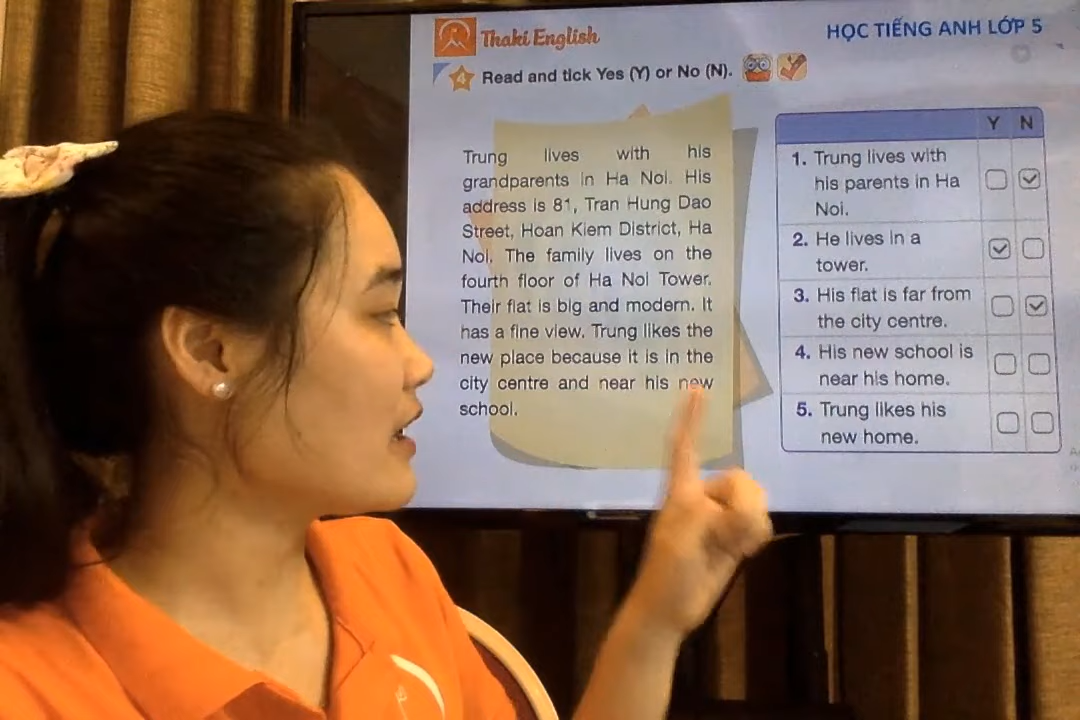 Thaki English
HỌC TIẾNG ANH LỚP 5
4 Read and tick Yes (Y) or No (N).
Trung lives with his
grandparents in Ha Noi. His
address is 81, Tran Hung Dao
Street, Hoan Kiem District, Ha
Noi. The family lives on the
fourth floor of Ha Noi Tower.
Their flat is big and modern. It
has a fine view. Trung likes the
new place because it is in the
city centre and near his new
school.
Y N
1. Trung lives with
his parents in Ha
Noi.
2. He lives in a
tower.
3. His flat is far from
the city centre.
4. His new school is
near his home.
5. Trung likes his
new home.